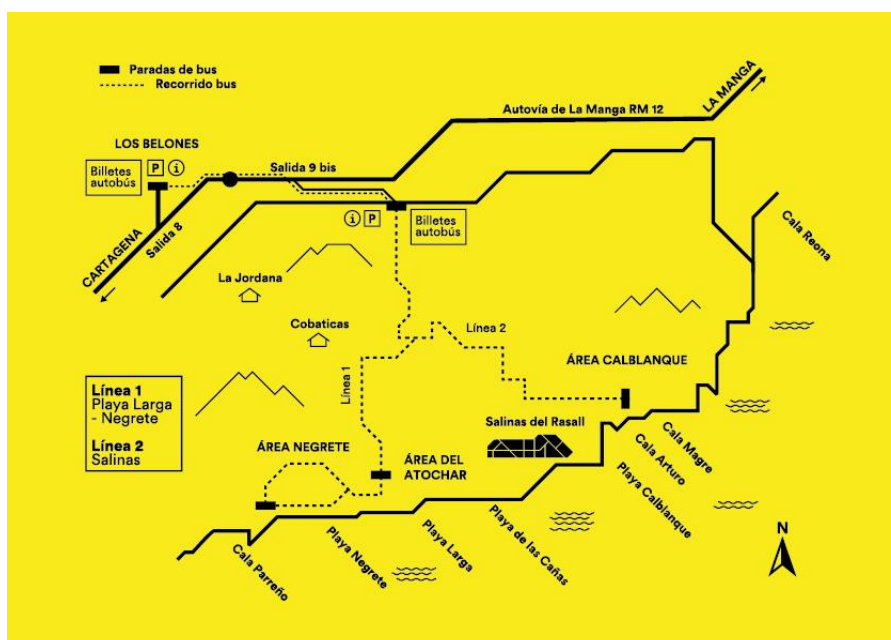 Paradas de bus
Recorrido bus
LA MANGA
Autovía de La Manga RM 12
LOS BELONES
Billetes
autobús
P
i
Salida 9 bis
CARTAGENA
Salida 8
i
P
Billetes
autobús
Cala Reona
La Jordana
Cobaticas
Línea 2
Línea 1
ÁREA CALBLANQUE
Línea 1
Playa Larga
- Negrete
Línea 2
Salinas
Salinas del Rasall
ÁREA NEGRETE
ÁREA DEL
ATOCHAR
Cala Magre
Cala Arturo
Playa Calblanque
Playa de las Cañas
Playa Larga
Playa Negrete
Cala Parreño
N